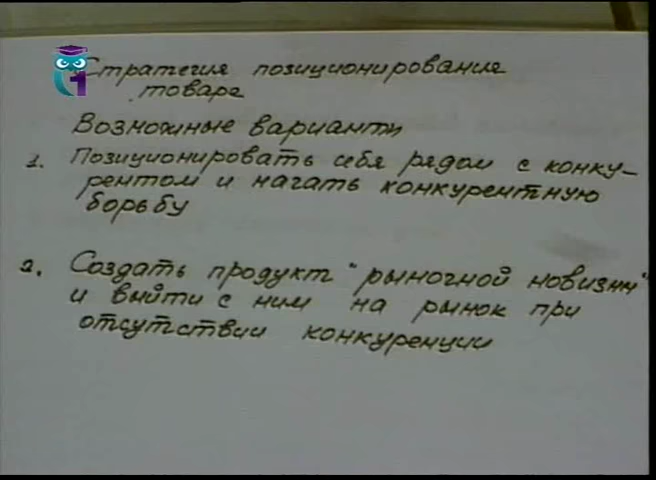 Стратегия позиционирование
товара
Возможные варианты
1. Позиционировать себя рядом с конку-
рентом и начать конкурентную
борьбу
2. Создать продукт "рыночной новизны"
и выйти с ним на рынок при
отсутствии конкуренции
1